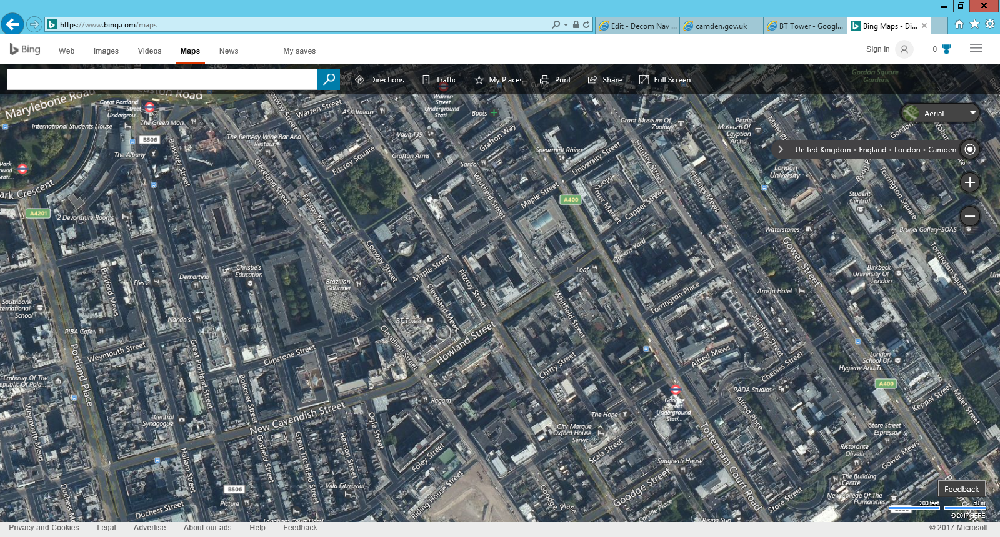 https://www.bing.com/maps
Edit - Decom Nav ...
camden.gov.uk
BT Tower - Googl...
Bing Maps - Di...
Bing
Web
Images
Videos
Maps
News
My saves
Sign in
0
Directions
Traffic
My Places
Print
Share
Full Screen
Gordon Square
Gardens
Marylebone Road
Euston Road
Great Portland
Street
Undergrou...
The Green Man
International Students House
B506
The Albany
Bolsover Street
The Remedy Wine Bar And
Restour...
Conway Street
Warren Street
ASK Italian
Warren
Street
Underground
Stati...
Boots
Vault 139
Grafton Way
Grafton Arms
Fitzroy Square
Sardo
Spearmint Rhino
University Street
Grant Museum Of
Zoology
Petrie
Museum Of
Egyptian
Archa...
Malet Pl
Aerial
United Kingdom • England • London • Camden
Huntley Street
London
University
Byng Pl
Torrington Square
Park
ound
Stati...
ark Crescent
A4201
2 Devonshire Rooms
Cleveland Street
Fitzroy Mews
Whitfield Street
Maple Street
A400
Mortimer Market
Capper Street
Chenies Mews
Student
Central
Waterstones
Brunei Gallery-SOAS
Gower Street
Queens Yard
Conway Street
Maple Street
Fitzroy Street
Loaf
Birkbeck
University Of
London
Torrington Square
Bridford Mews
Efes 2
Demartino
Christie's
Education
Brazilian
Gourmet
Cleveland Mews
Torrington Place
Arosfa Hotel
Southbank
nternational
School
Nando's
RIBA Cafe
BT Tower
Cleveland Street
Howland Street
Whitfield Street
Huntley Street
Weymouth Street
Portland Place
Great Portland Street
Clipstone Street
Chitty Street
Alfred Mews
Chenies Street
London
School Of
Hygiene And Tr...
A400
Embassy Of The
epublic Of Pola...
Bolsover Street
Ragam
Goodge
Street
Underground
Stati...
RADA Studios
Alfred Place
Keppel Street
Malet Street
Weymouth Mews
Central
Synagogue
New Cavendish Street
Ogle Street
The Hope
City Marque
Oxford House
Servic...
Store Street
Espresso
Hallam Street
Gosfield Street
Great Titchfield Street
Hanson Street
Foley Street
Scala Street
Spaghetti House
Tottenham Court Road
Ristorante
Olivelli
Gower Mews
B506
Picture
Villa Fitzrovial
Riding House Street
Goodge Place
Goodge Street
Colville Place
Store Street
The Building
Centre
New College Of The
Humanities
Feedback
Duchess Mews
Duchess Street
Langham Court Hotel
Rising Sun
200 feet
50 m
© 2017 HERE
Privacy and Cookies
Legal
Advertise
About our ads
Help
Feedback
© 2017 Microsoft